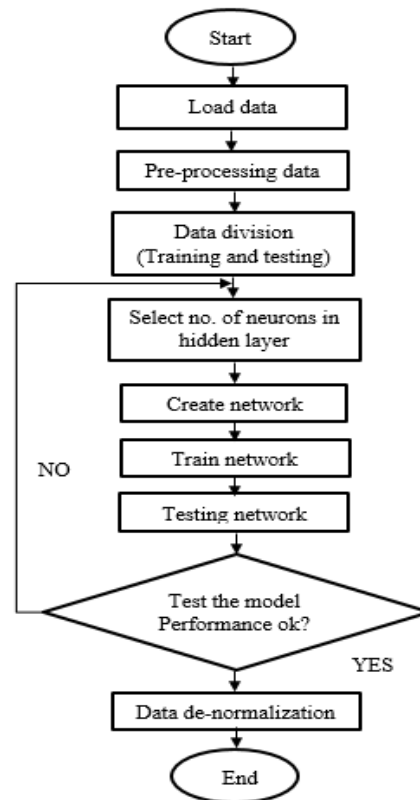 Start
Load data
Pre-processing data
Data division
(Training and testing)
Select no. of neurons in
hidden layer
Create network
Train network
NO
Testing network
Test the model
Performance ok?
YES
Data de-normalization
End